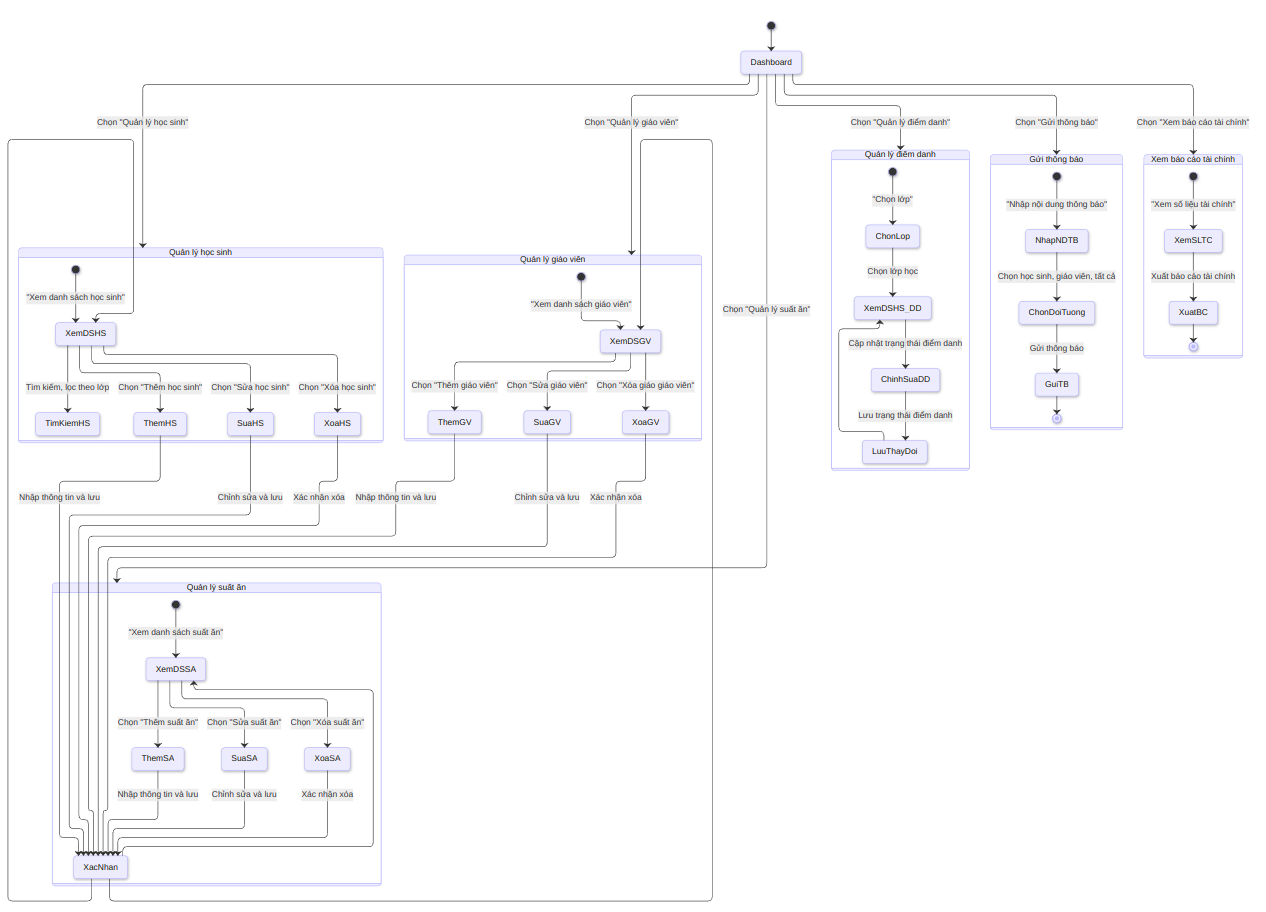 Dashboard
Chọn "Quản lý học sinh"
Chọn "Quản lý giáo viên"
Chọn "Quản lý điểm danh"
Chọn "Gửi thông báo"
Chọn "Xem báo cáo tài chính"
Quản lý học sinh
"Xem danh sách học sinh"
XemDSHS
Tìm kiếm, lọc theo lớp
Chọn "Thêm học sinh"
Chọn "Sửa học sinh"
Chọn "Xóa học sinh"
TimKiemHS
ThemHS
SuaHS
XoaHS
Quản lý giáo viên
"Xem danh sách giáo viên"
XemDSGV
Chọn "Thêm giáo viên"
Chọn "Sửa giáo viên"
Chọn "Xóa giáo giáo viên"
ThemGV
SuaGV
XoaGV
Chọn "Quản lý suất ăn"
Quản lý điểm danh
"Chọn lớp"
ChonLop
Chọn lớp học
XemDSHS_DD
Cập nhật trạng thái điểm danh
ChinhSuaDD
Lưu trạng thái điểm danh
LuuThayDoi
Gửi thông báo
"Nhập nội dung thông báo"
NhapNDTB
Chọn học sinh, giáo viên, tất cả
ChonDoiTuong
Gửi thông báo
GuiTB
Xem báo cáo tài chính
"Xem số liệu tài chính"
XemSLTC
Xuất báo cáo tài chính
XuatBC
Nhập thông tin và lưu
Chỉnh sửa và lưu
Xác nhận xóa
Nhập thông tin và lưu
Chỉnh sửa và lưu
Xác nhận xóa
Quản lý suất ăn
"Xem danh sách suất ăn"
XemDSSA
Chọn "Thêm suất ăn"
Chọn "Sửa suất ăn"
Chọn "Xóa suất ăn"
ThemSA
SuaSA
XoaSA
Nhập thông tin và lưu
Chỉnh sửa và lưu
Xác nhận xóa
XacNhan